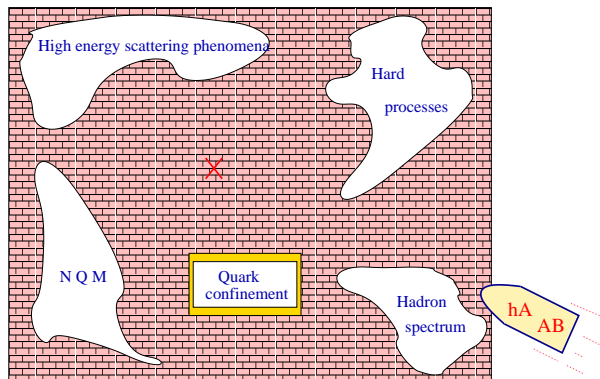 High energy scattering phenomena
Hard
processes
N Q M
Quark
confinement
Hadron
spectrum
hA
AB